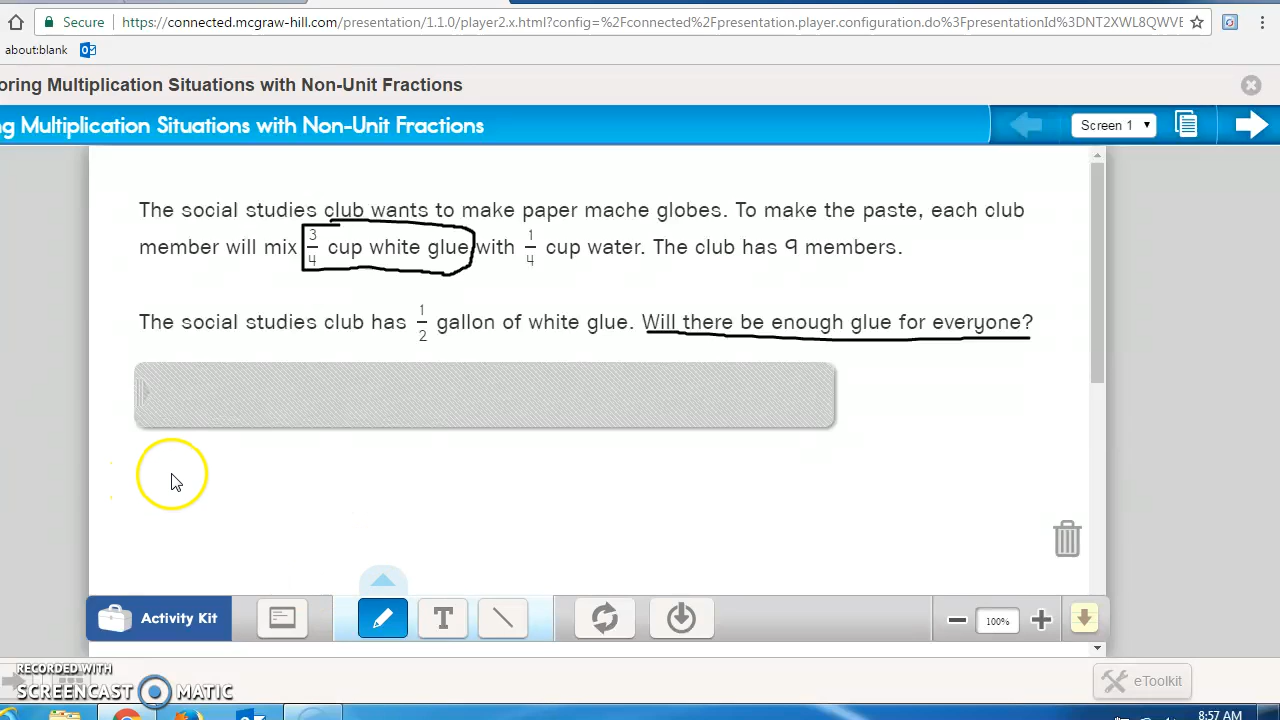 Secure https://connected.mcgraw-hill.com/presentation/1.1.0/player2.x.html?config=%2Fconnected%2Fpresentation.player.configuration.do%3FpresentationId%3DNT2XWL8QWVE
about:blank
oring Multiplication Situations with Non-Unit Fractions
ng Multiplication Situations with Non-Unit Fractions
Screen 1
The social studies club wants to make paper mache globes. To make the paste, each club
member will mix 3/4 cup white glue with 1/4 cup water. The club has 9 members.
The social studies club has 1/2 gallon of white glue. Will there be enough glue for everyone?
Activity Kit
T
100%
RECORDED WITH
SCREENCAST MATIC
eToolkit
8:57 AM